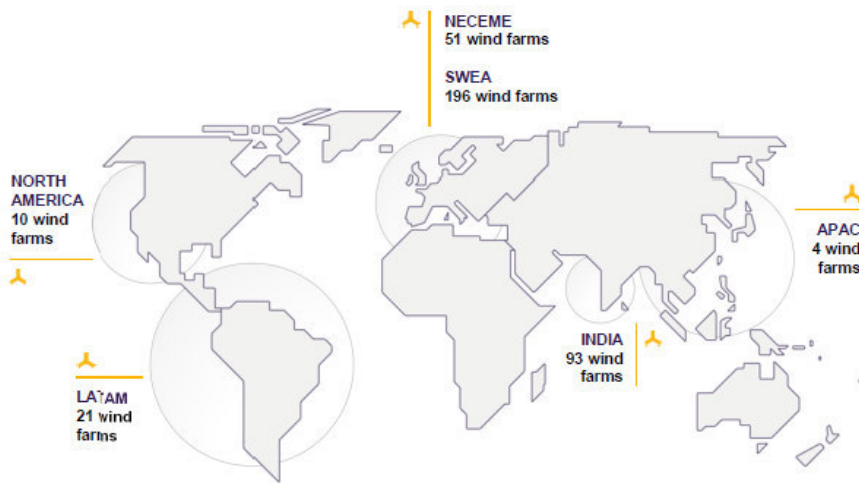 NECEME
51 wind farms
SWEA
196 wind farms
NORTH
AMERICA
10 wind
farms
APAC
4 wind
farms
INDIA
93 wind
farms
LATAM
21 wind
farms